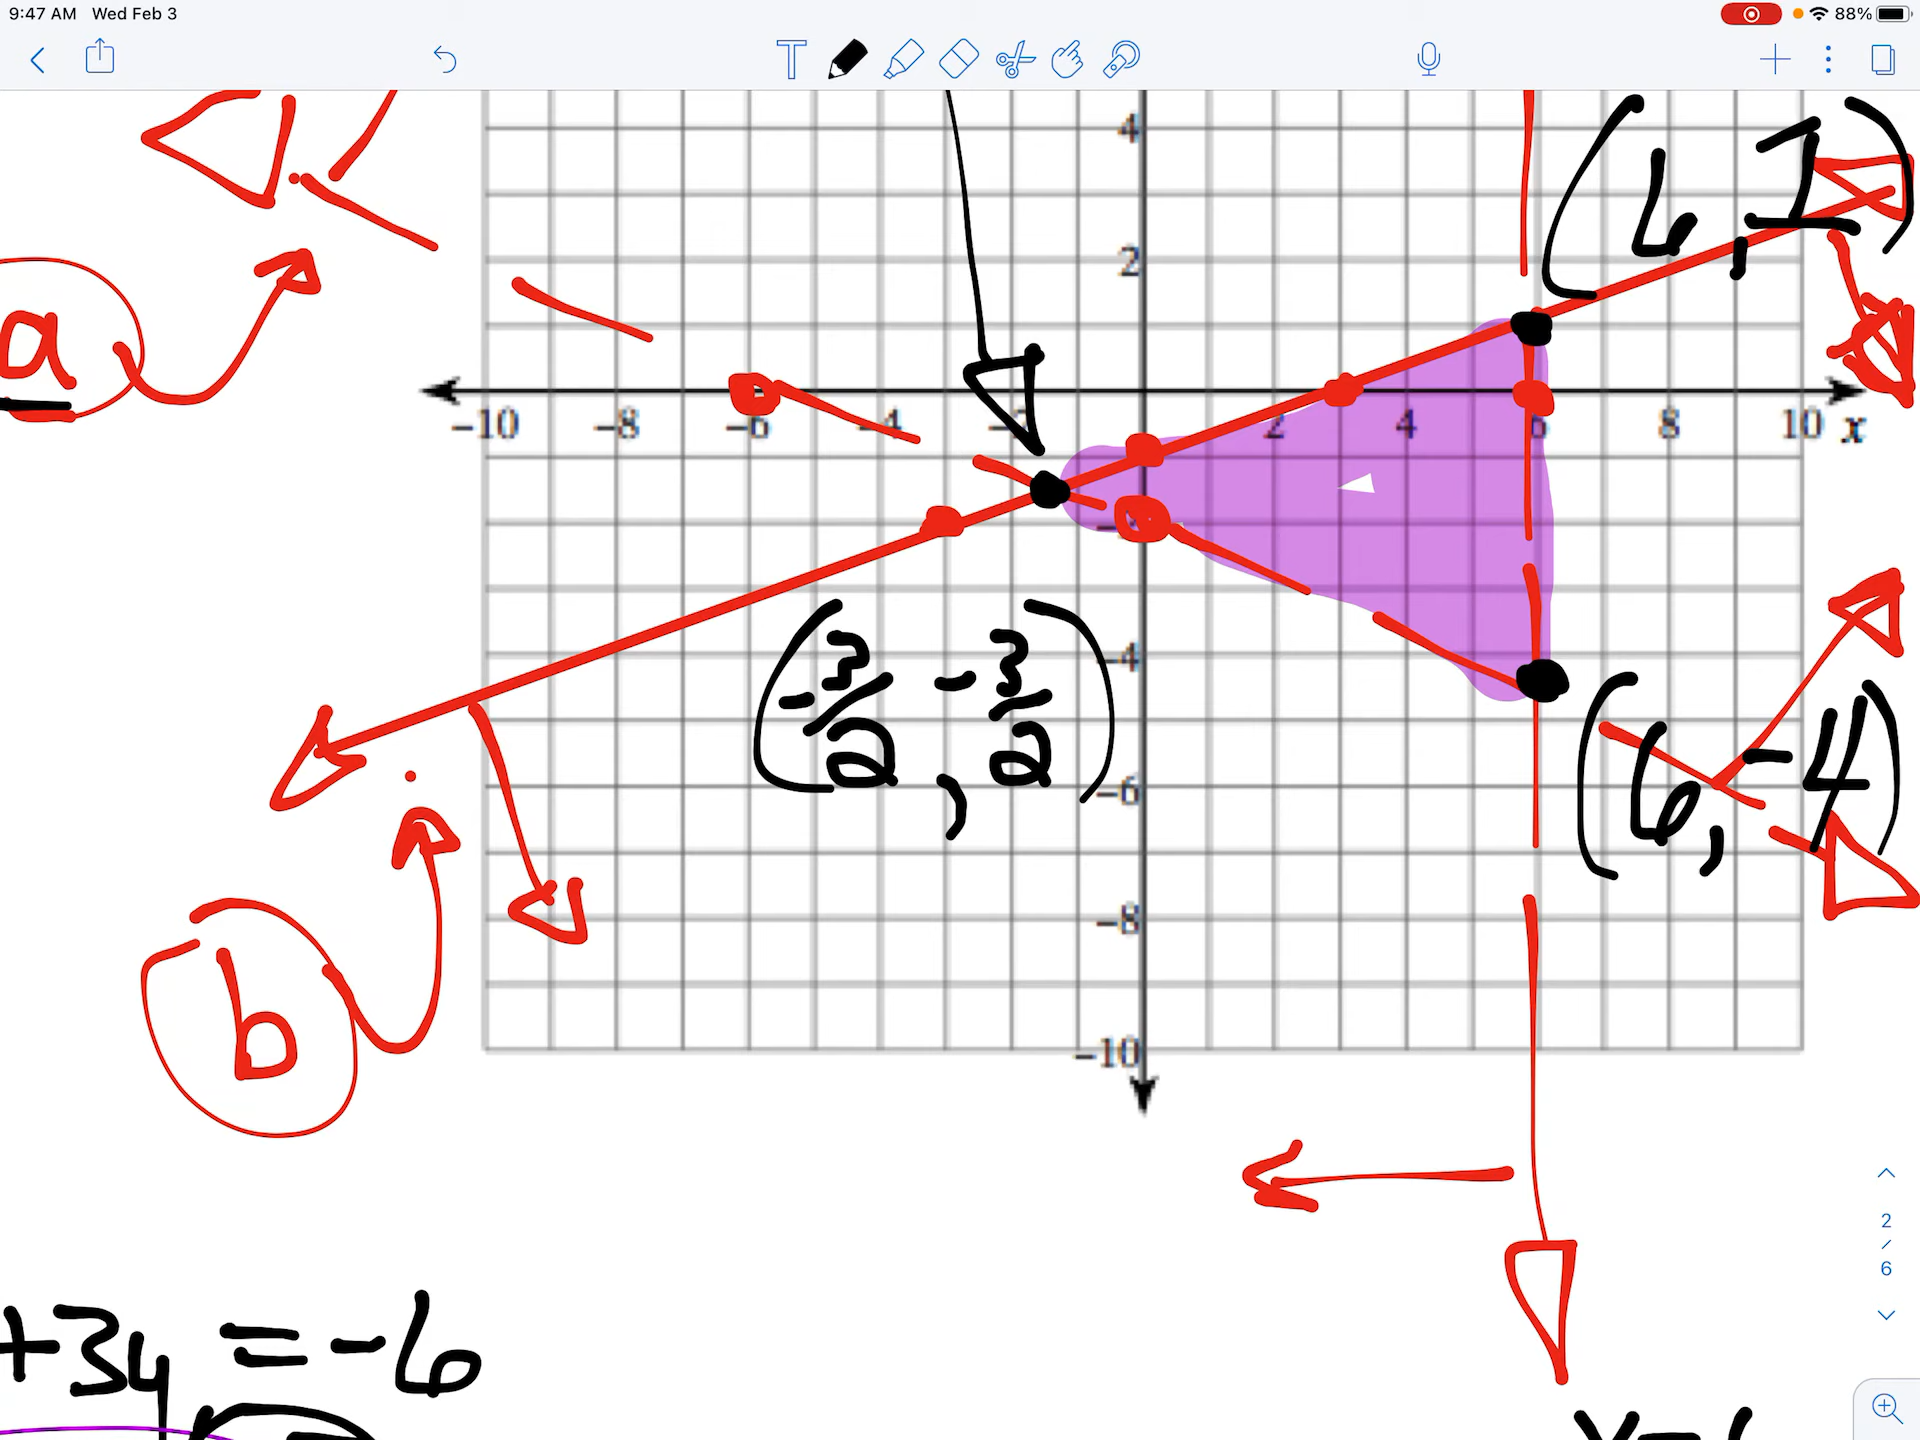 9:47 AM Wed Feb 3
88%
T
4
(6, 1)
2
a
-10 -8 -6 -4 -2 2 4 6 8 10 x
-4
(-3/2, -3/2)
(6, -4)
-6
-8
b
-10
2
/
6
+3y = -6